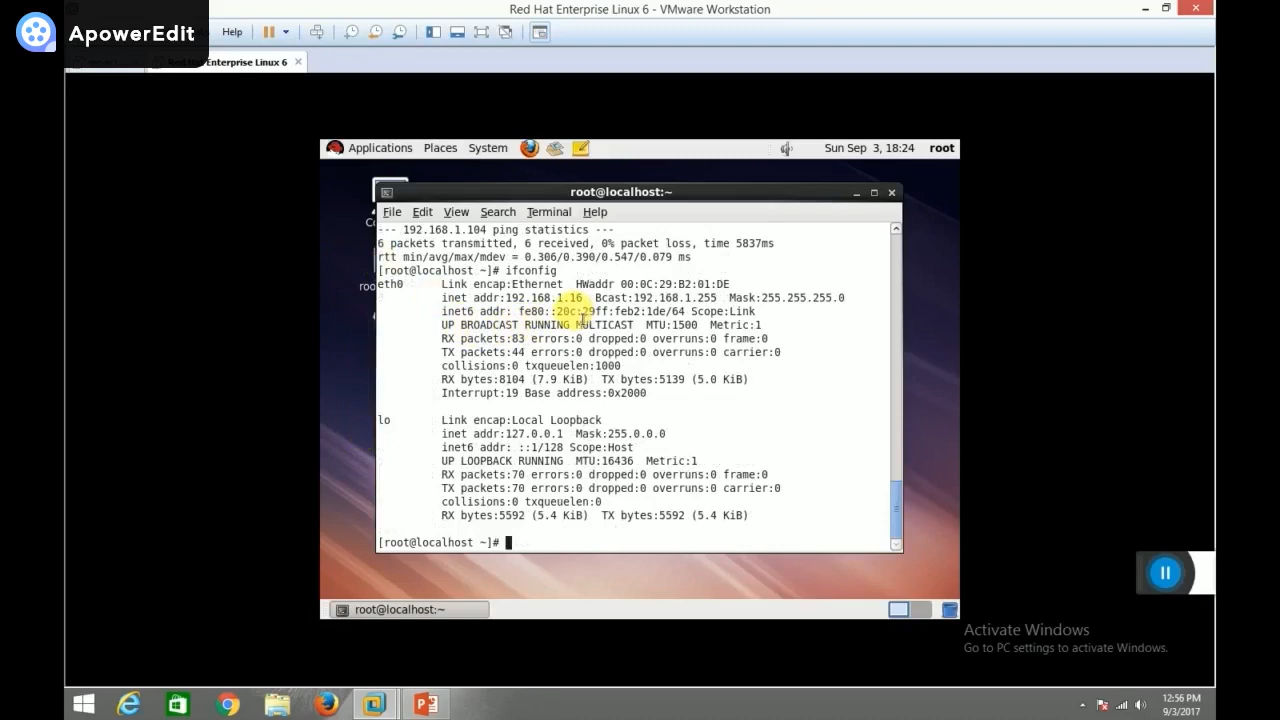 Red Hat Enterprise Linux 6 - VMware Workstation
ApowerEdit
Help
Red Hat Enterprise Linux 6
Applications Places System
Sun Sep 3, 18:24 root
root@localhost:~
File Edit View Search Terminal Help
--- 192.168.1.104 ping statistics ---
6 packets transmitted, 6 received, 0% packet loss, time 5837ms
rtt min/avg/max/mdev = 0.306/0.390/0.547/0.079 ms
[root@localhost ~]# ifconfig
eth0 Link encap:Ethernet HWaddr 00:0C:29:B2:01:DE
inet addr:192.168.1.16 Bcast:192.168.1.255 Mask:255.255.255.0
inet6 addr: fe80::20c:29ff:feb2:1de/64 Scope:Link
UP BROADCAST RUNNING MULTICAST MTU:1500 Metric:1
RX packets:83 errors:0 dropped:0 overruns:0 frame:0
TX packets:44 errors:0 dropped:0 overruns:0 carrier:0
collisions:0 txqueuelen:1000
RX bytes:8104 (7.9 KiB) TX bytes:5139 (5.0 KiB)
Interrupt:19 Base address:0x2000
lo Link encap:Local Loopback
inet addr:127.0.0.1 Mask:255.0.0.0
inet6 addr: ::1/128 Scope:Host
UP LOOPBACK RUNNING MTU:16436 Metric:1
RX packets:70 errors:0 dropped:0 overruns:0 frame:0
TX packets:70 errors:0 dropped:0 overruns:0 carrier:0
collisions:0 txqueuelen:0
RX bytes:5592 (5.4 KiB) TX bytes:5592 (5.4 KiB)
[root@localhost ~]#
root@localhost:~
Activate Windows
Go to PC settings to activate Windows.
12:56 PM
9/3/2017